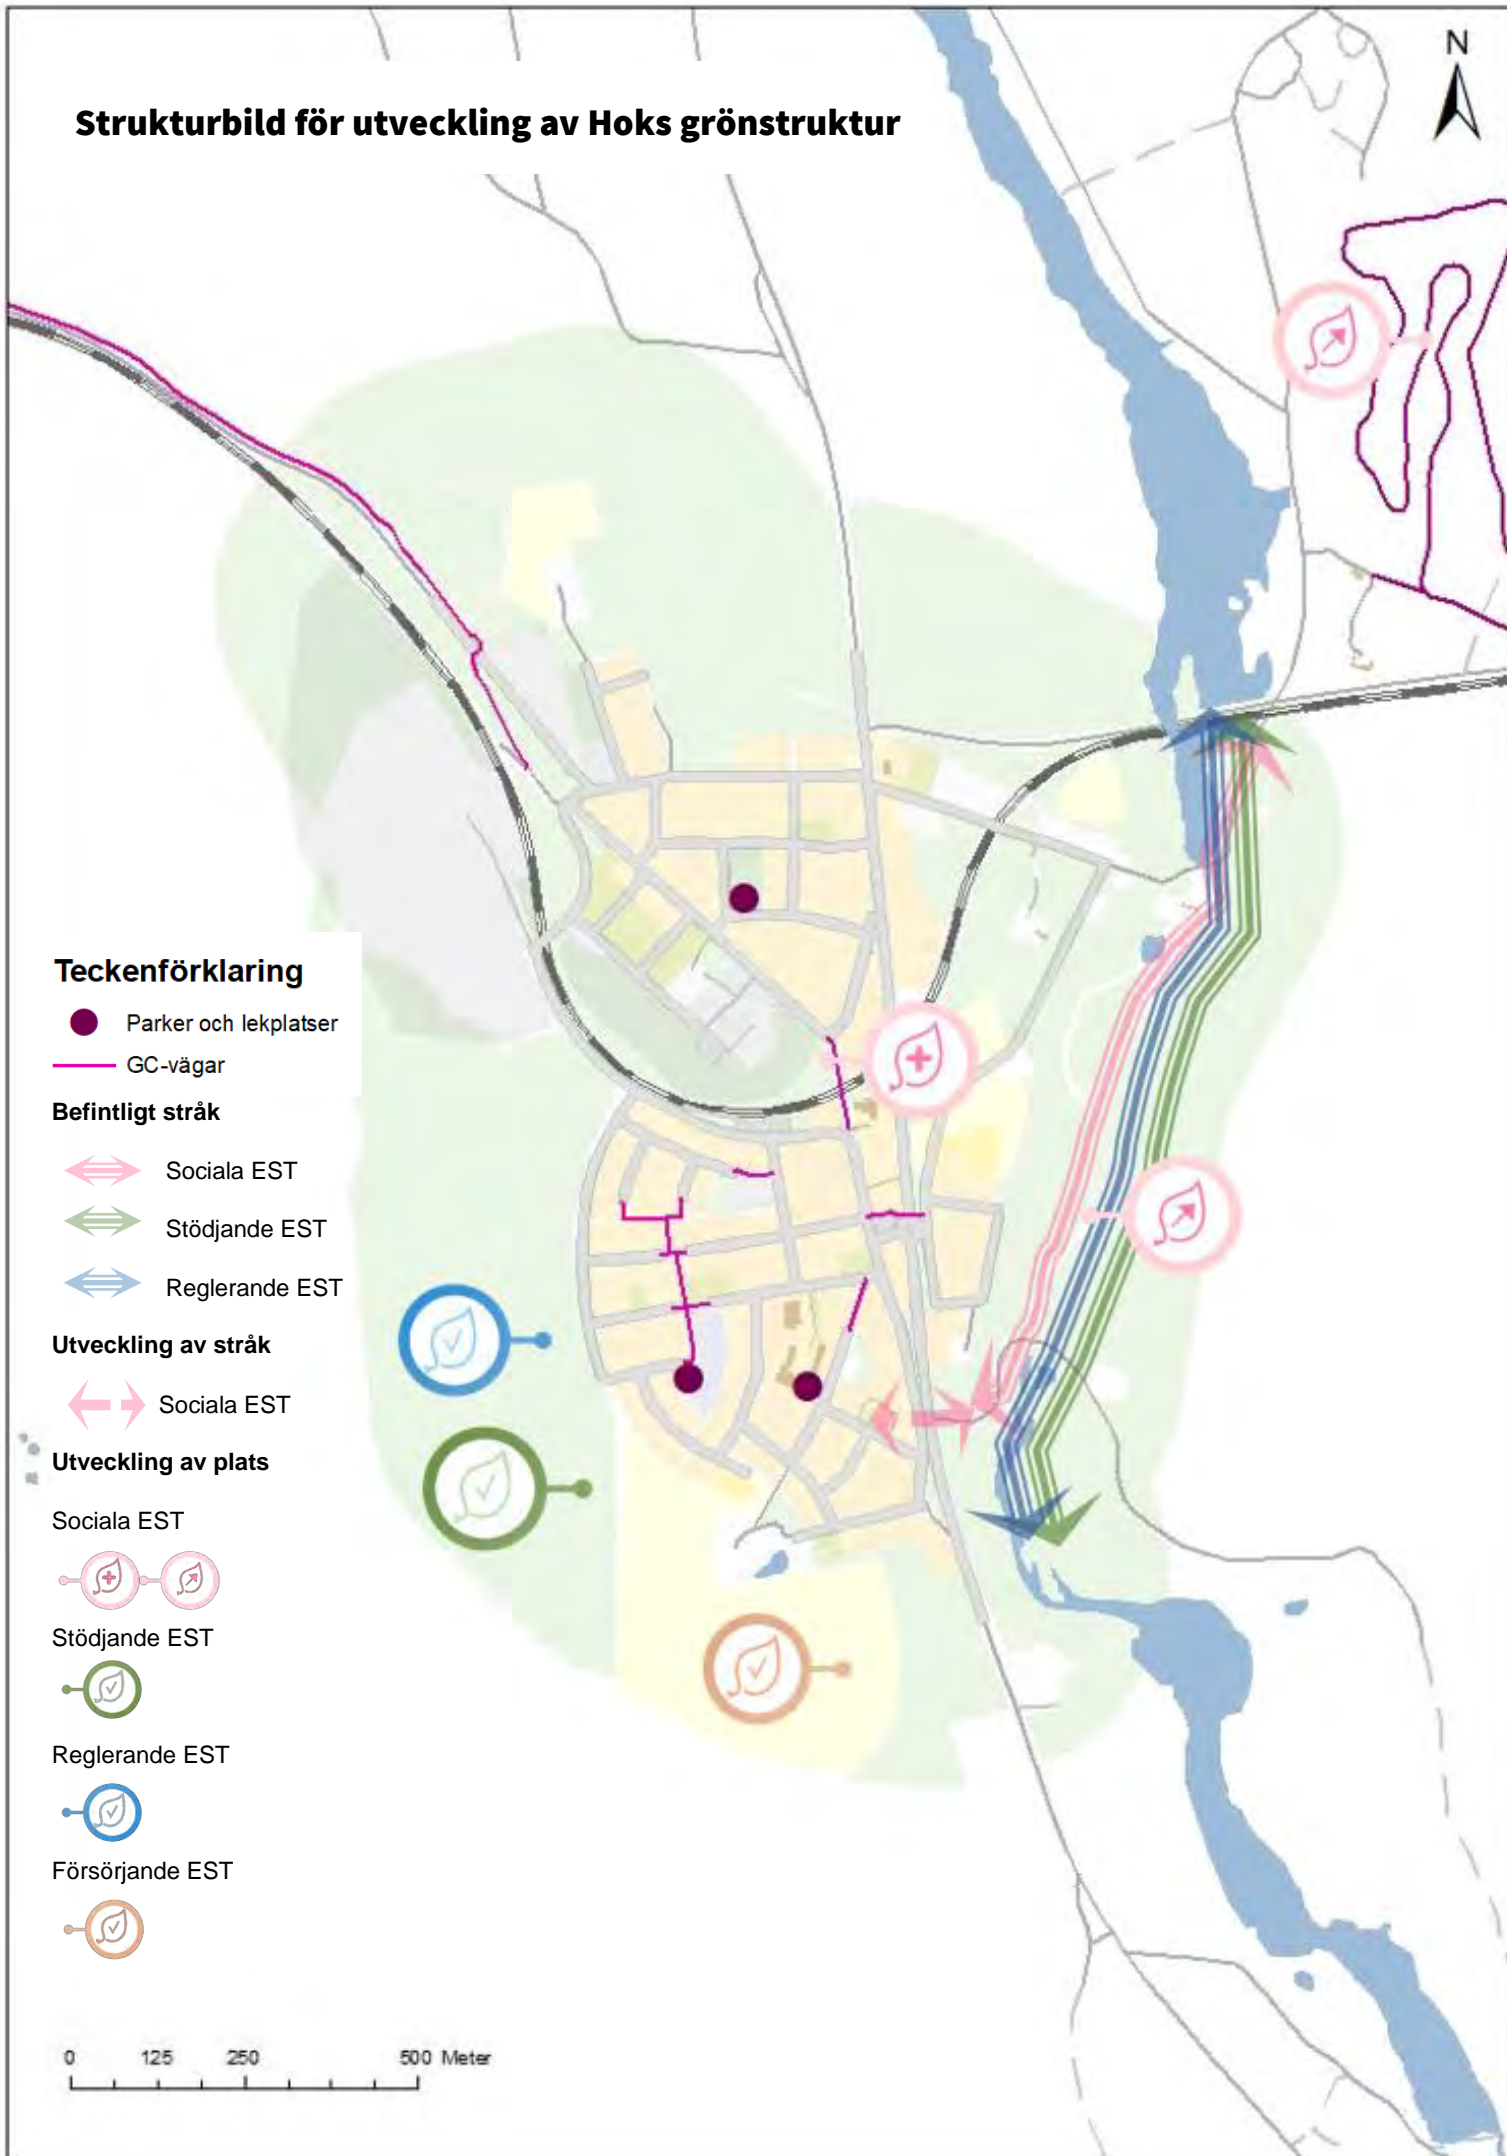 N
Strukturbild för utveckling av Hoks grönstruktur
Teckenförklaring
Parker och lekplatser
GC-vägar
Befintligt stråk
Sociala EST
Stödjande EST
Reglerande EST
Utveckling av stråk
Sociala EST
Utveckling av plats
Sociala EST
Stödjande EST
Reglerande EST
Försörjande EST
0 125 250 500 Meter